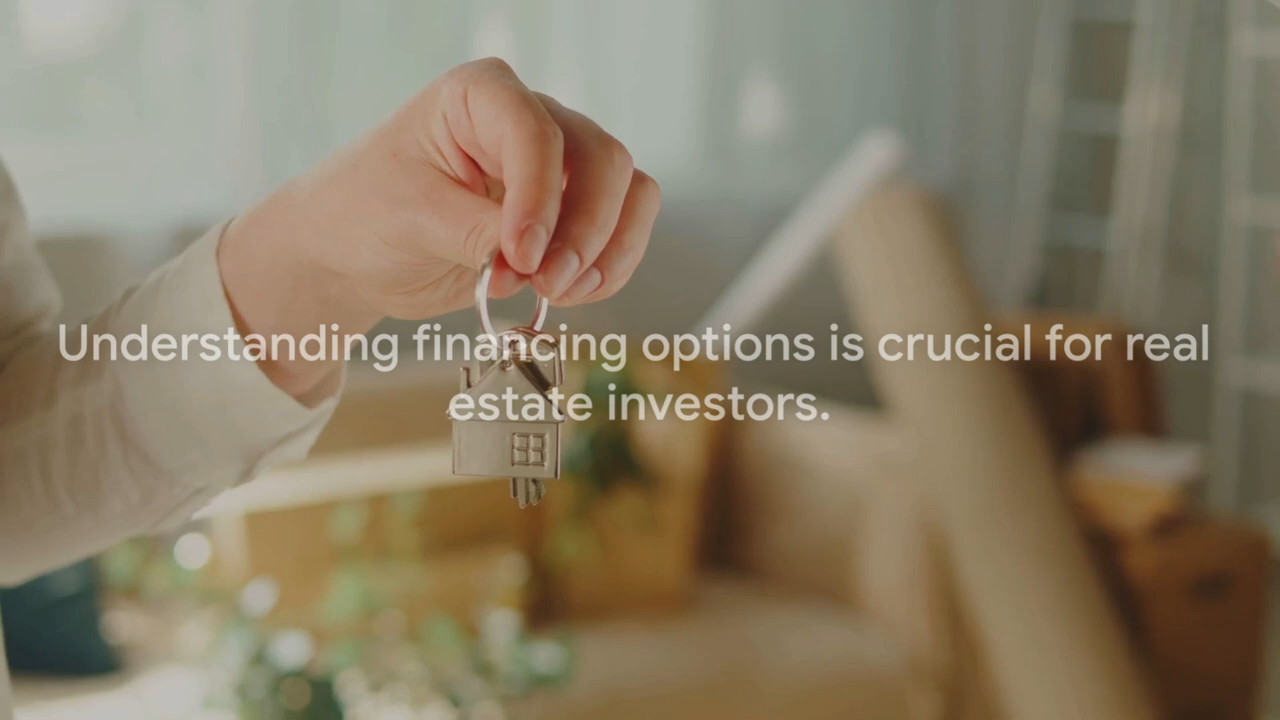 Understanding financing options is crucial for real
estate investors.